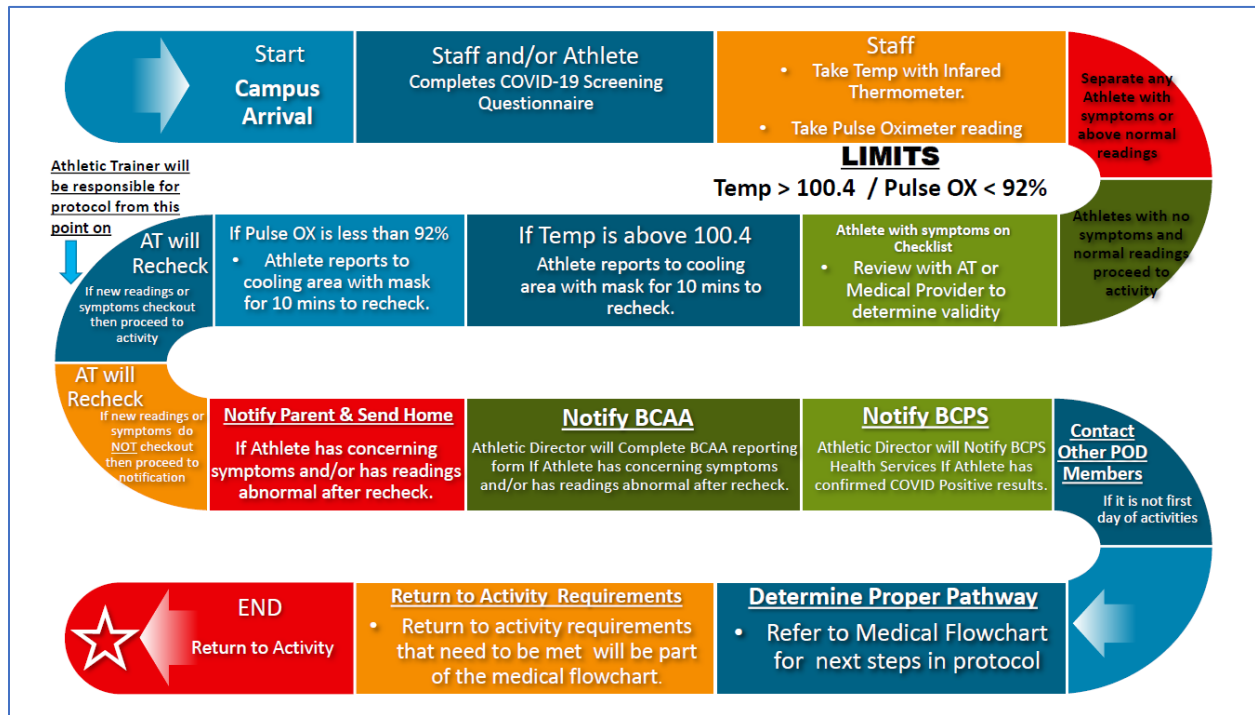 Start
Campus
Arrival
Staff and/or Athlete
Completes COVID-19 Screening
Questionnaire
Staff
• Take Temp with Infared
Thermometer.
• Take Pulse Oximeter reading
Separate any
Athlete with
symptoms or
above normal
readings
LIMITS
Temp > 100.4 / Pulse OX < 92%
Athletes with no
symptoms and
normal readings
proceed to
activity
Athlete with symptoms on
Checklist
• Review with AT or
Medical Provider to
determine validity
If Temp is above 100.4
Athlete reports to cooling
area with mask for 10 mins to
recheck.
If Pulse OX is less than 92%
• Athlete reports to
cooling area with mask
for 10 mins to recheck.
Athletic Trainer will
be responsible for
protocol from this
point on
AT will
Recheck
If new readings or
symptoms checkout
then proceed to
activity
AT will
Recheck
If new readings or
symptoms do
NOT checkout
then proceed to
notification
Notify Parent & Send Home
If Athlete has concerning
symptoms and/or has readings
abnormal after recheck.
Notify BCAA
Athletic Director will Complete BCAA reporting
form If Athlete has concerning symptoms
and/or has readings abnormal after recheck.
Notify BCPS
Athletic Director will Notify BCPS
Health Services If Athlete has
confirmed COVID Positive results.
Contact
Other POD
Members
If it is not first
day of activities
Determine Proper Pathway
• Refer to Medical Flowchart
for next steps in protocol
Return to Activity Requirements
• Return to activity requirements
that need to be met will be part
of the medical flowchart.
END
Return to Activity